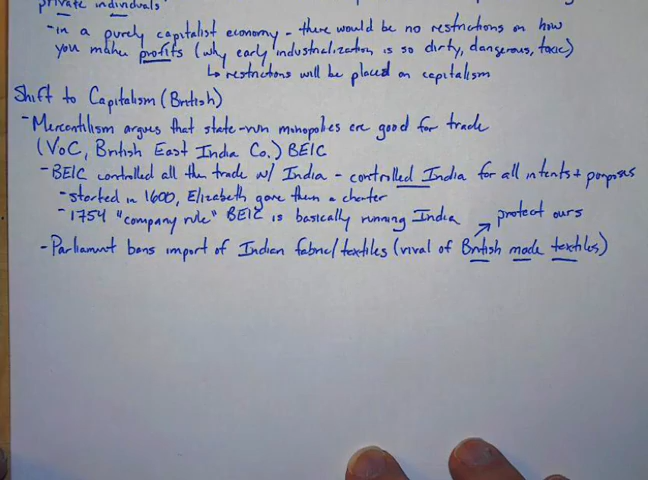 private individuals
-in a purely capitalist economy - there would be no restrictions on how
you make profits (why early industrialization is so dirty, dangerous, toxic)
↳ restrictions will be placed on capitalism
Shift to Capitalism (British)
-Mercantilism argues that state-run monopolies are good for trade
(VoC, British East India Co.) BEIC
-BEIC controlled all the trade w/ India - controlled India for all intents + purposes
-started in 1600, Elizabeth gave them a charter
-1754 "company rule" BEIC is basically running India
→ protect ours
-Parliament bans import of Indian fabric/textiles (rival of British made textiles)